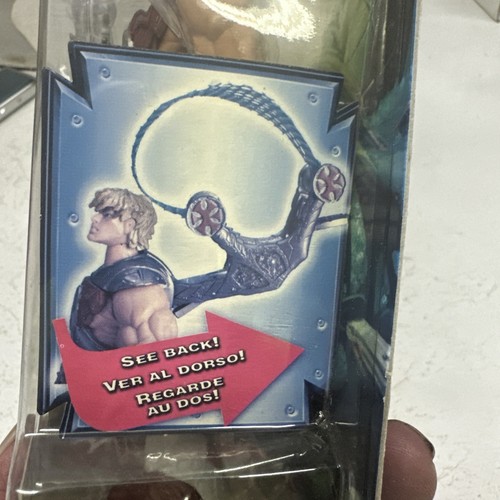 SEE BACK!
VER AL DORSO!
REGARDE
AU DOS!